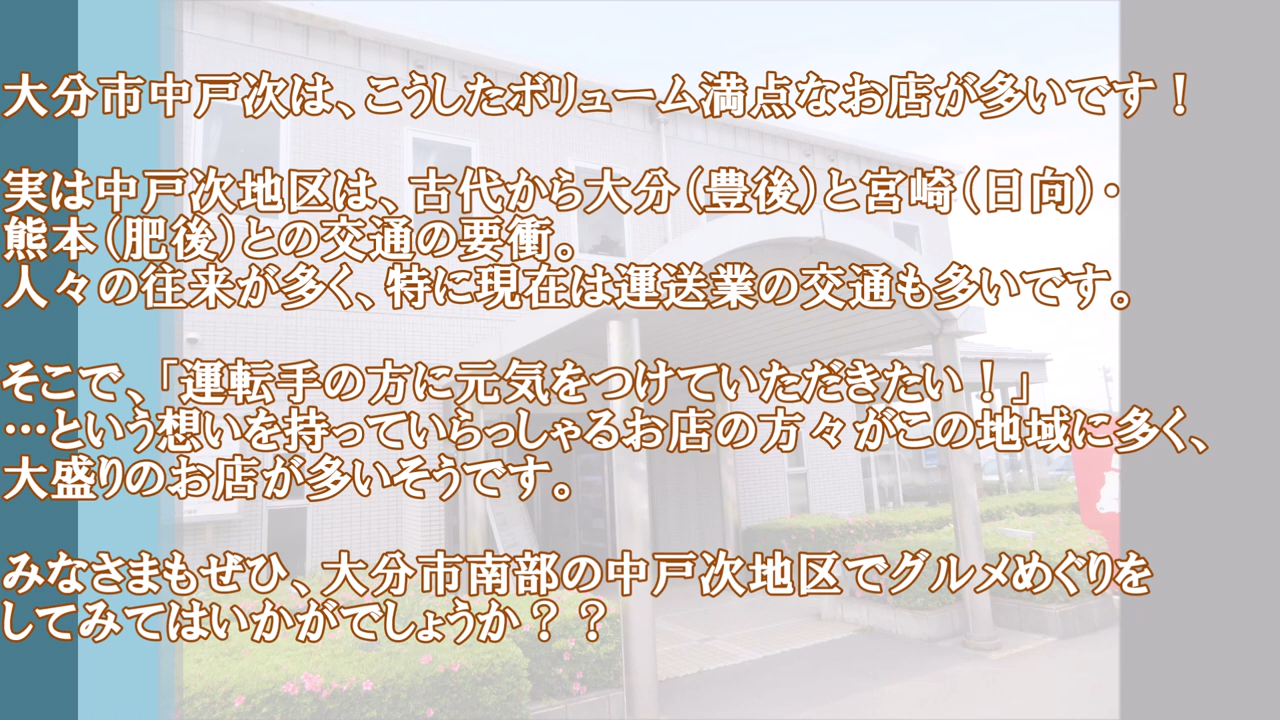 大分市中戸次は、こうしたボリューム満点なお店が多いです！
実は中戸次地区は、古代から大分（豊後）と宮崎（日向）・
熊本（肥後）との交通の要衝。
人々の往来が多く、特に現在は運送業の交通も多いです。
そこで、「運転手の方に元気をつけていただきたい！」
…という想いを持っていらっしゃるお店の方々がこの地域に多く、
大盛りのお店が多いそうです。
みなさまもぜひ、大分市南部の中戸次地区でグルメめぐりを
してみてはいかがでしょうか？？